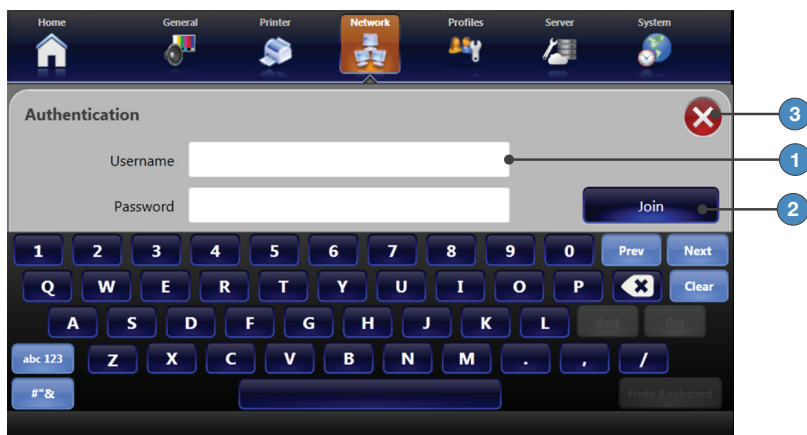 Home General Printer Network Profiles Server System
Authentication
3
Username
1
Password
Join
2
1 2 3 4 5 6 7 8 9 0 Prev Next
Q W E R T Y U I O P Clear
A S D F G H J K L Add Del
abc 123 Z X C V B N M . , /
#"& Hide Keyboard